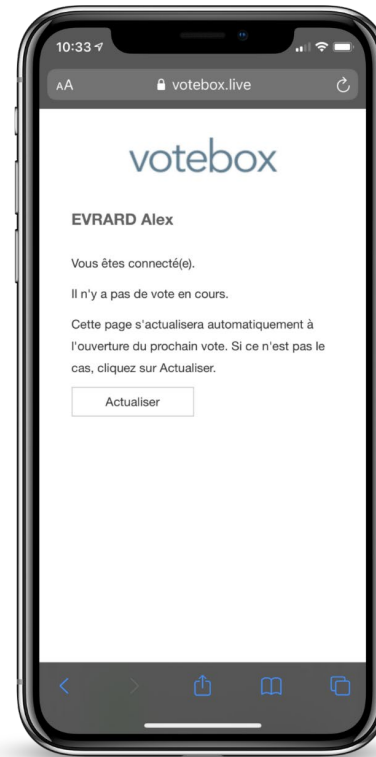 10:33
AA votebox.live
votebox
EVRARD Alex
Vous êtes connecté(e).
Il n'y a pas de vote en cours.
Cette page s'actualisera automatiquement à
l'ouverture du prochain vote. Si ce n'est pas le
cas, cliquez sur Actualiser.
Actualiser